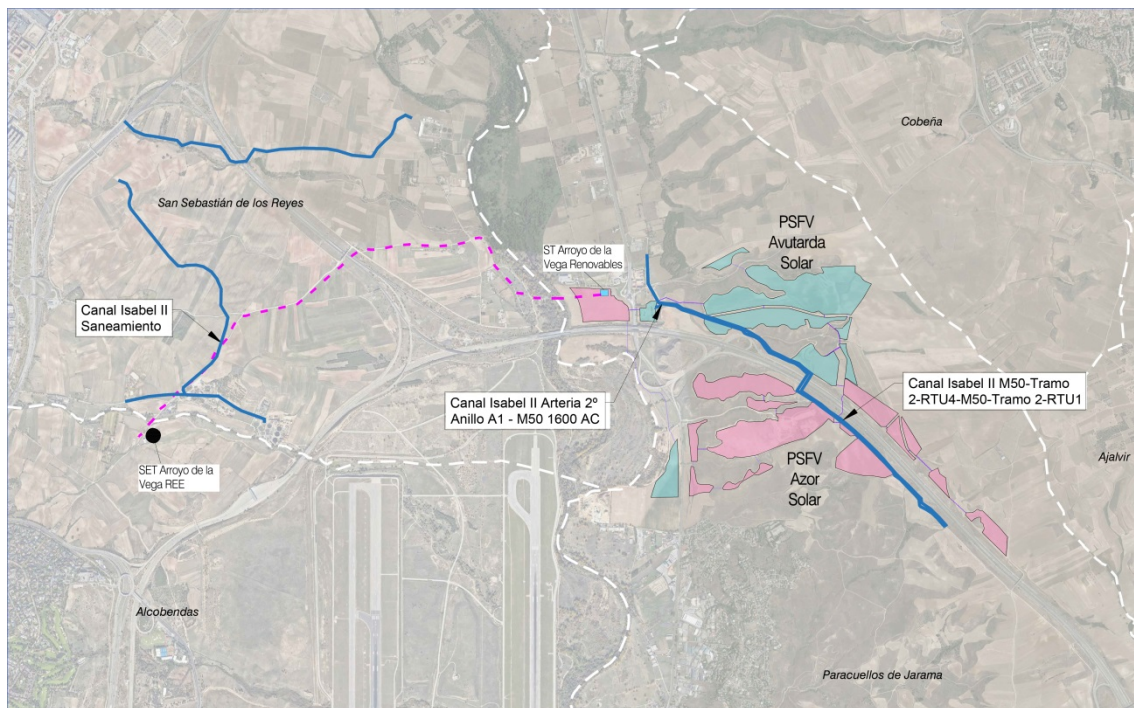 Cobeña
San Sebastián de los Reyes
PSFV
Avutarda
Solar
ST Arroyo de la
Vega Renovables
Canal Isabel II
Saneamiento
Canal Isabel II M50-Tramo
2-RTU4-M50-Tramo 2-RTU1
Canal Isabel II Arteria 2º
Anillo A1 - M50 1600 AC
Ajalvir
PSFV
Azor
Solar
SET Arroyo de la
Vega REE
Alcobendas
Paracuellos de Jarama